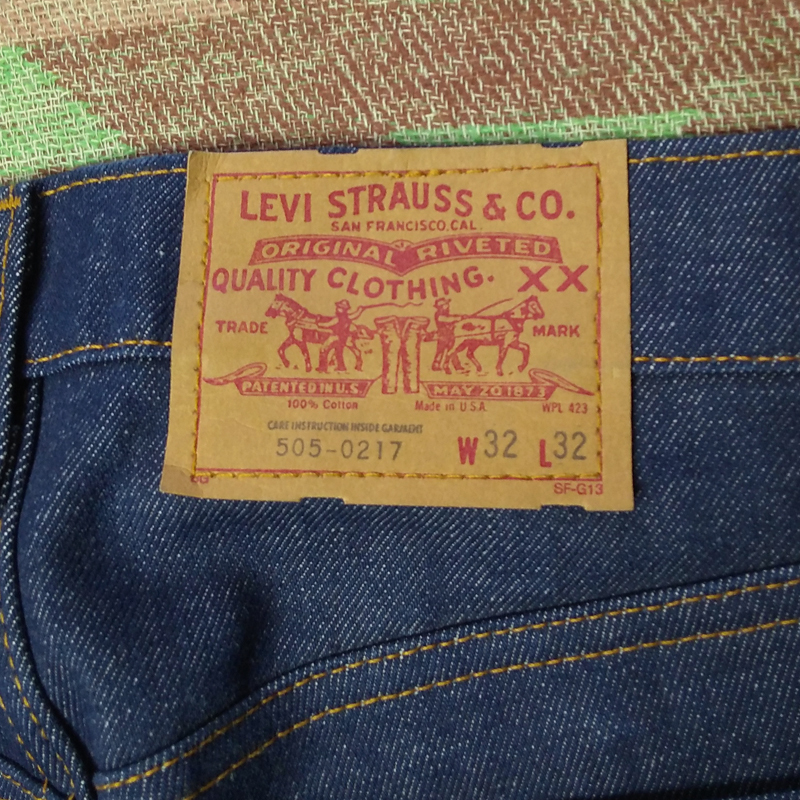 LEVI STRAUSS & CO.
SAN FRANCISCO, CAL.
ORIGINAL RIVETED
QUALITY CLOTHING. XX
TRADE MARK
PATENTED IN U.S. MAY 20 1873
100% Cotton Made in U.S.A. WPL 423
CARE INSTRUCTION INSIDE GARMENT
505-0217 W32 L32
SF-G13